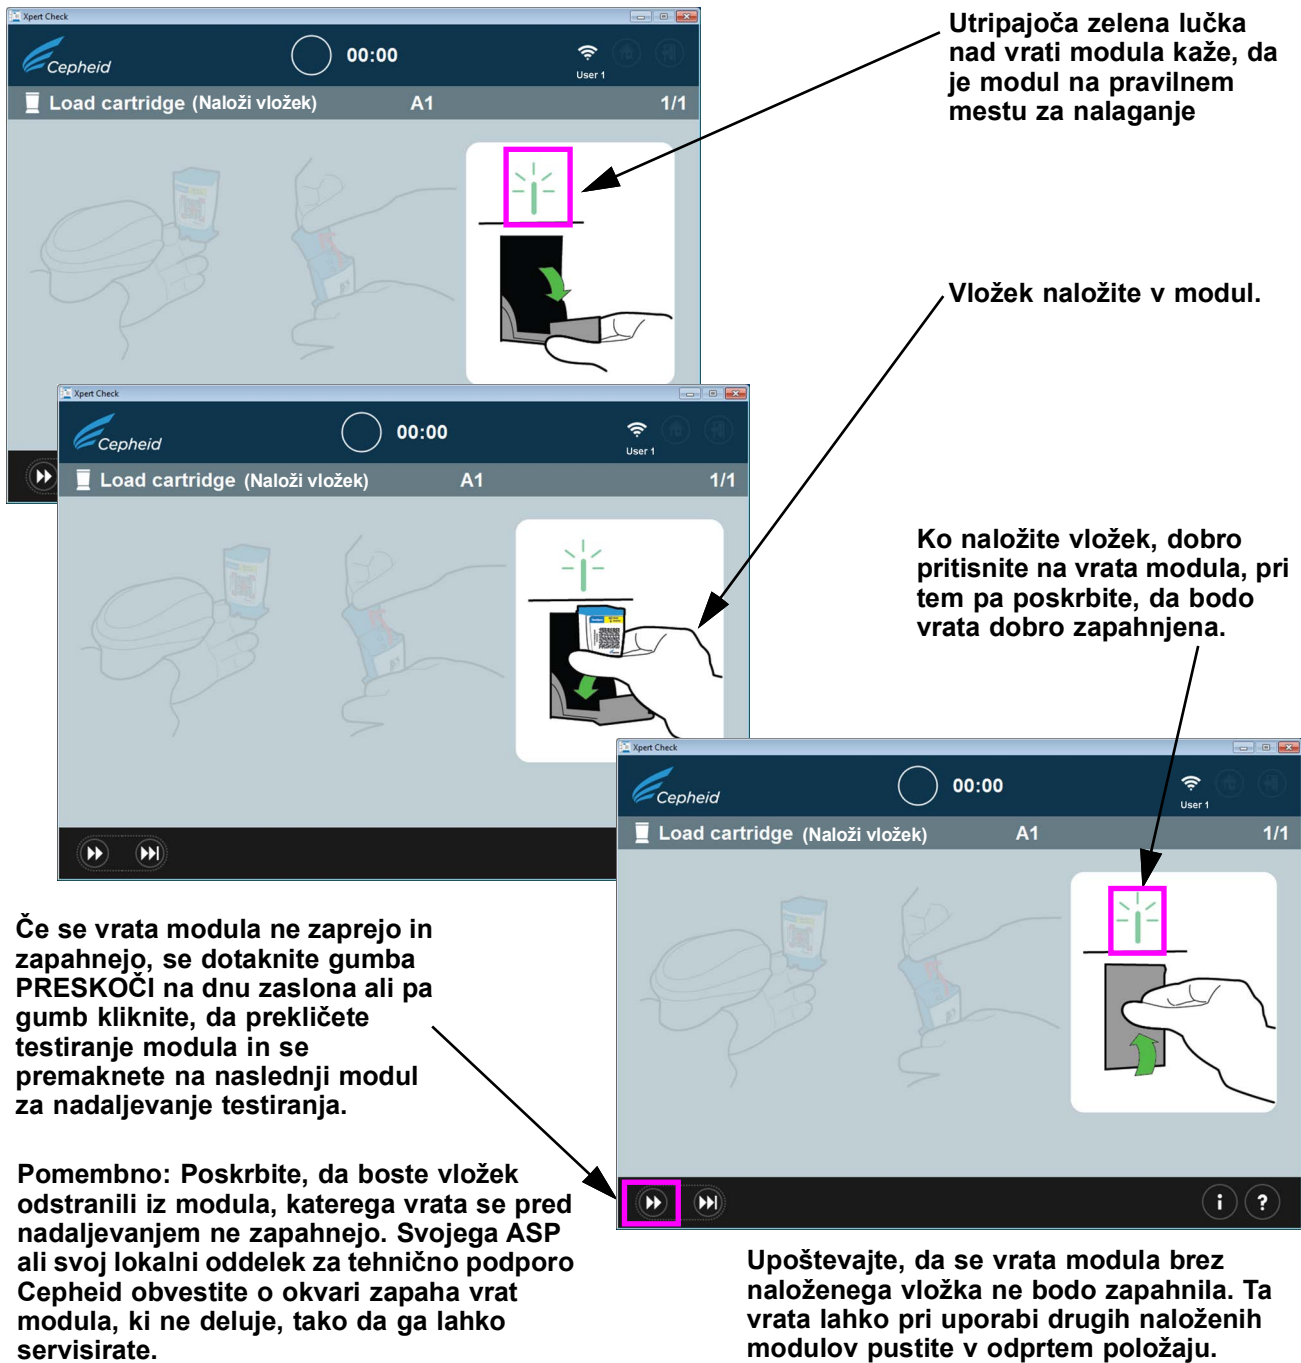 Xpert Check
Cepheid
00:00
User 1
Load cartridge (Naloži vložek)
A1
1/1
Utripajoča zelena lučka
nad vrati modula kaže, da
je modul na pravilnem
mestu za nalaganje
Vložek naložite v modul.
Xpert Check
Cepheid
00:00
User 1
Load cartridge (Naloži vložek)
A1
1/1
Ko naložite vložek, dobro
pritisnite na vrata modula, pri
tem pa poskrbite, da bodo
vrata dobro zapahnjena.
Xpert Check
Cepheid
00:00
User 1
Load cartridge (Naloži vložek)
A1
1/1
Če se vrata modula ne zaprejo in
zapahnejo, se dotaknite gumba
PRESKOČI na dnu zaslona ali pa
gumb kliknite, da prekličete
testiranje modula in se
premaknete na naslednji modul
za nadaljevanje testiranja.
Pomembno: Poskrbite, da boste vložek
odstranili iz modula, katerega vrata se pred
nadaljevanjem ne zapahnejo. Svojega ASP
ali svoj lokalni oddelek za tehnično podporo
Cepheid obvestite o okvari zapaha vrat
modula, ki ne deluje, tako da ga lahko
servisirate.
i ?
Upoštevajte, da se vrata modula brez
naloženega vložka ne bodo zapahnila. Ta
vrata lahko pri uporabi drugih naloženih
modulov pustite v odprtem položaju.